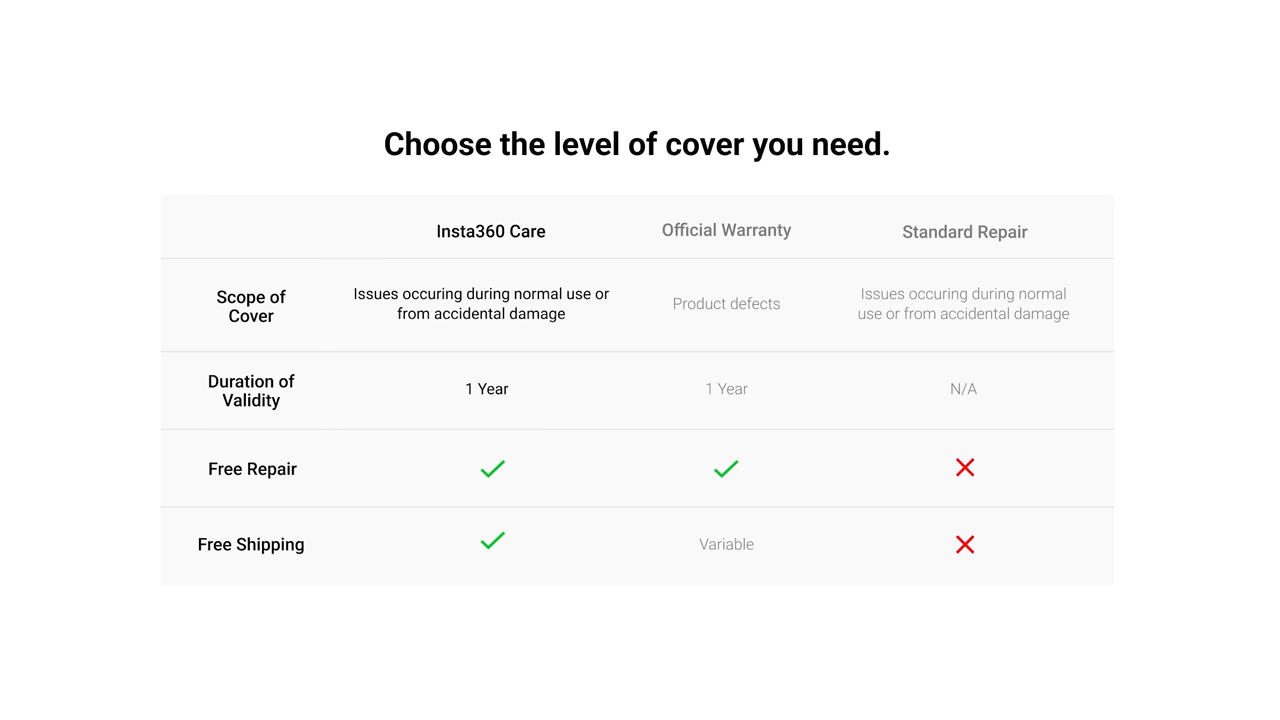 Choose the level of cover you need.
Insta360 Care
Official Warranty
Standard Repair
Scope of
Cover
Issues occuring during normal use or
from accidental damage
Product defects
Issues occuring during normal
use or from accidental damage
Duration of
Validity
1 Year
1 Year
N/A
Free Repair
Free Shipping
Variable